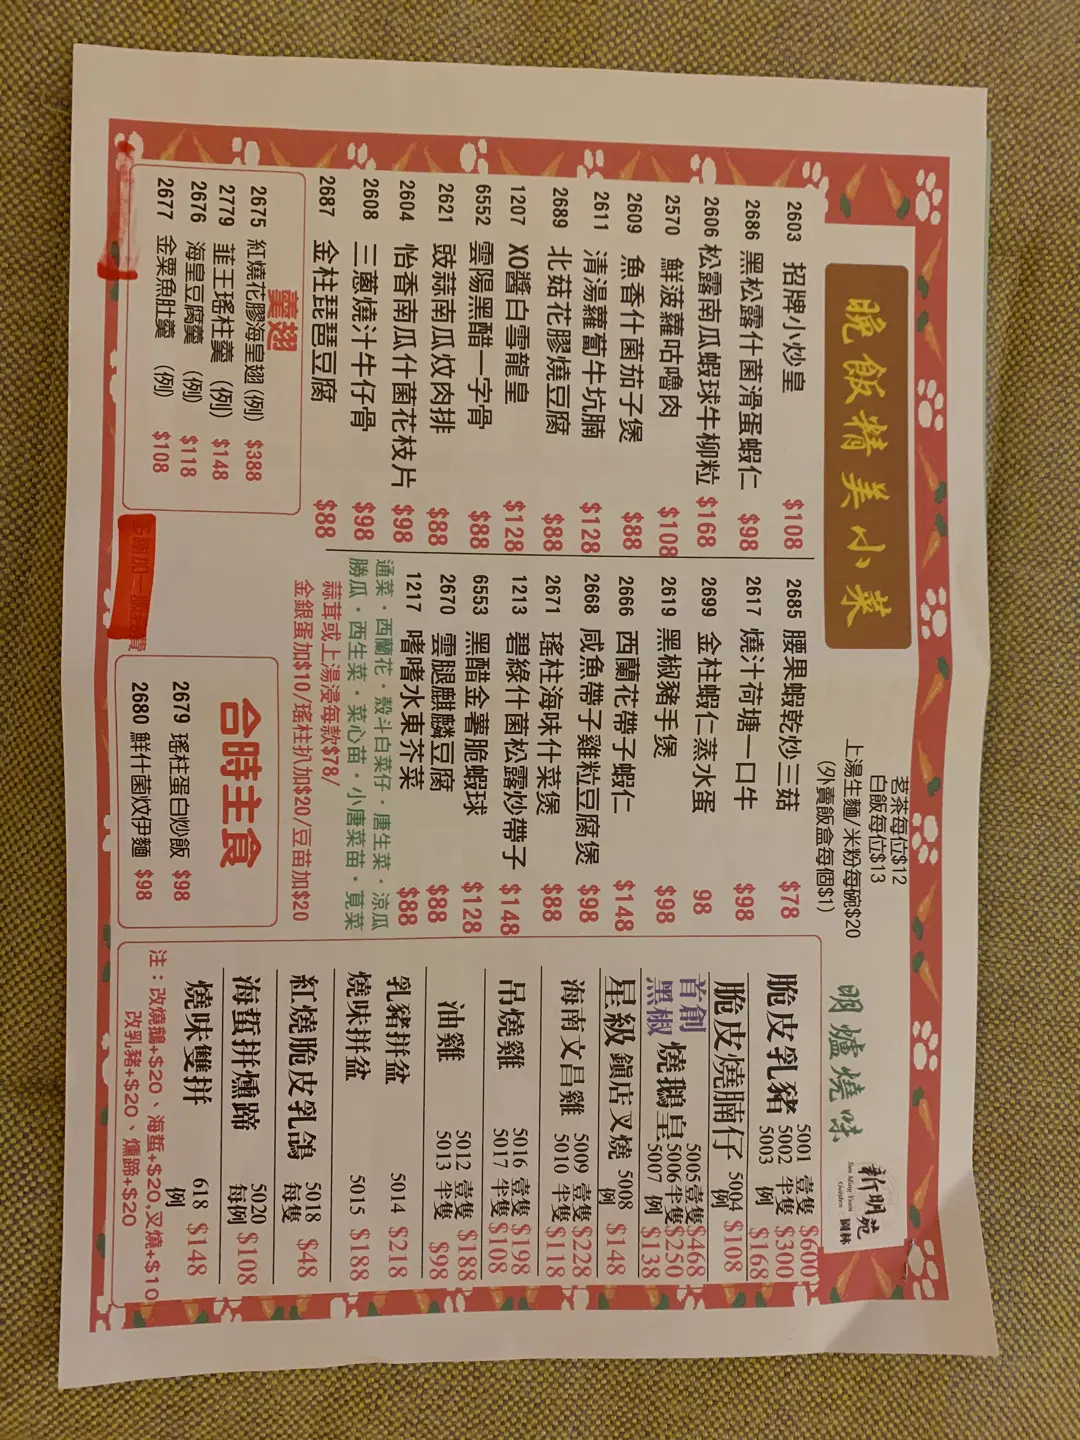 晚飯精美小菜
茗茶每位$12
白飯每位$13
上湯/生麵/米粉每碗$20
(外賣飯盒每個$1)
2603 招牌小炒皇 $108
2686 黑松露什菌滑蛋蝦仁 $98
2606 松露南瓜蝦球牛柳粒 $168
2570 鮮菠蘿咕嚕肉 $108
2609 魚香什菌茄子煲 $88
2611 清湯蘿蔔牛坑腩 $128
2689 北菇花膠燒豆腐 $88
1207 XO醬白雪龍皇 $128
6552 雲陽黑醋一字骨 $88
2621 豉蒜南瓜炆肉排 $88
2604 怡香南瓜什菌花枝片 $98
2608 三蔥燒汁牛仔骨 $98
2687 金柱琵琶豆腐 $88
2685 腰果蝦乾炒三菇 $78
2617 燒汁荷塘一口牛 $98
2699 金柱蝦仁蒸水蛋 98
2619 黑椒豬手煲 $98
2666 西蘭花帶子蝦仁 $148
2668 咸魚帶子雞粒豆腐煲 $98
2671 瑤柱海味什菜煲 $88
1213 碧綠什菌松露炒帶子 $148
6553 黑醋金薯脆蝦球 $128
2670 雲腿麒麟豆腐 $88
1217 嗜嗜水東芥菜 $88
通菜・西蘭花・殼斗白菜仔・唐生菜・涼瓜
勝瓜・西生菜・菜心苗・小唐菜苗・莧菜
蒜茸或上湯浸每款$78/
金銀蛋加$10/瑤柱扒加$20/豆苗加$20
羹翅
2675 紅燒花膠海皇翅 (例) $388
2779 韮王瑤柱羹 (例) $148
2676 海皇豆腐羹 (例) $118
2677 金粟魚肚羹 (例) $108
合時主食
2679 瑤柱蛋白炒飯 $98
2680 鮮什菌炆伊麵 $98
明爐燒味
新明苑
園林
脆皮乳豬 5001 壹隻 $600
5002 半隻 $300
5003 例 $168
脆皮燒腩仔 5004 $108
首創黑椒 燒鵝皇 5005 壹隻 $468
5006 半隻 $250
5007 例 $138
星級 鎮店叉燒 5008 例 $148
海南文昌雞 5009 壹隻 $228
5010 半隻 $118
吊燒雞 5016 壹隻 $198
5017 半隻 $108
油雞 5012 壹隻 $188
5013 半隻 $98
乳豬拼盆 5014 $218
燒味拼盆 5015 $188
紅燒脆皮乳鴿 5018 每隻 $48
海蜇拼燻蹄 5020 每例 $108
燒味雙拼 618 例 $148
注：改燒鵝+$20、海蜇+$20,叉燒+$10
改乳豬+$20、燻蹄+$20